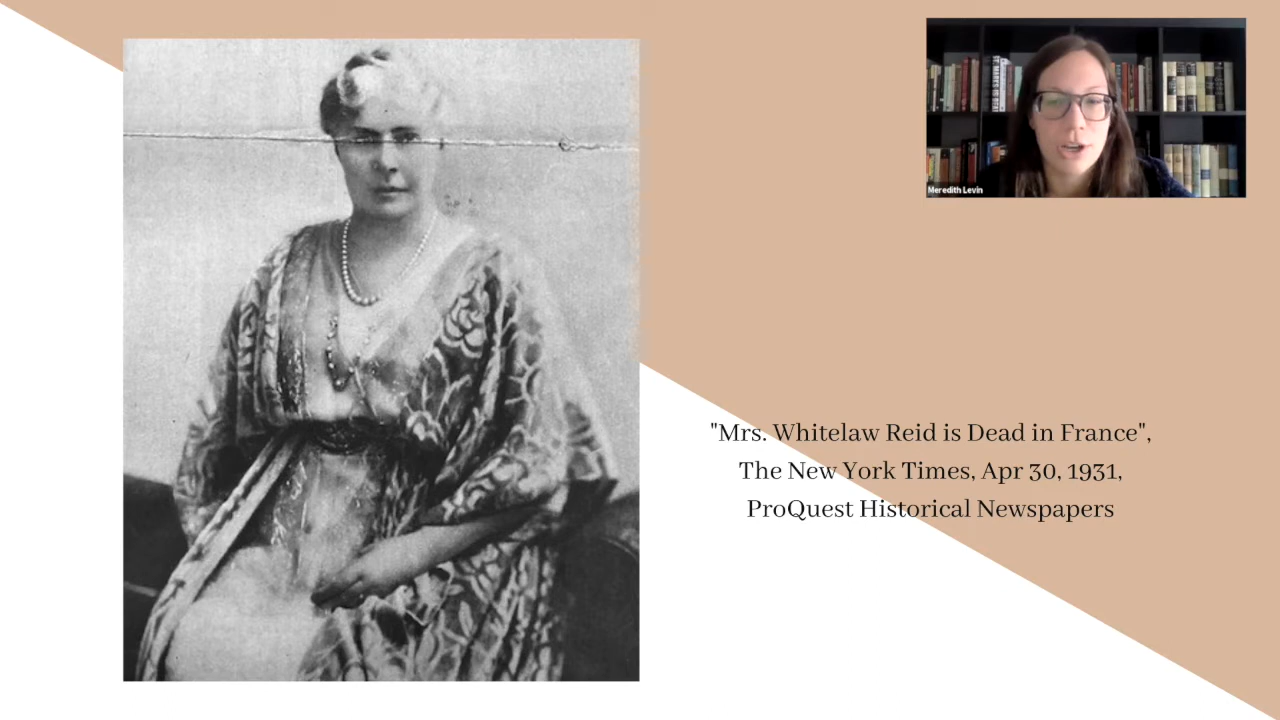 Meredith Levin
"Mrs. Whitelaw Reid is Dead in France",
The New York Times, Apr 30, 1931,
ProQuest Historical Newspapers